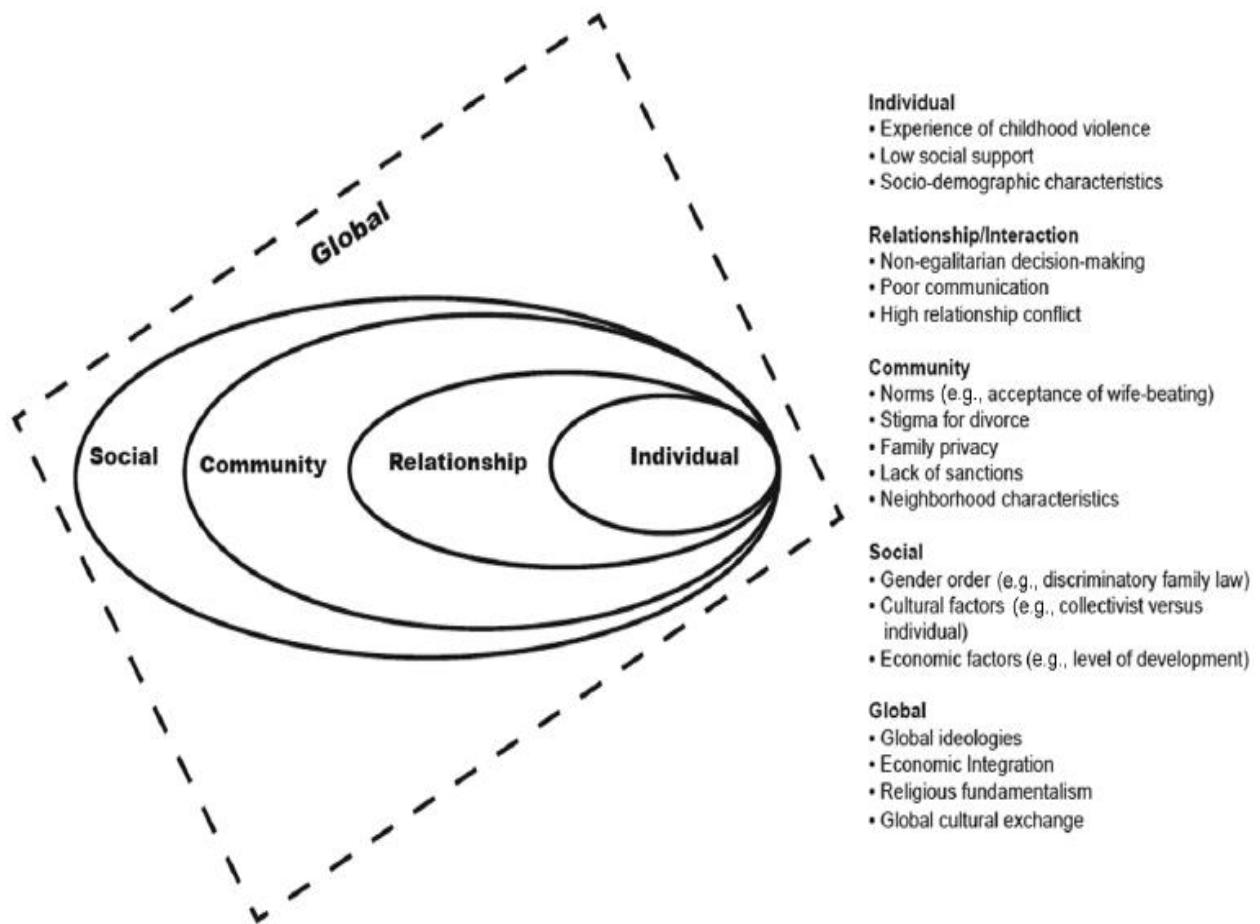 Global
Social
Community
Relationship
Individual
Individual
• Experience of childhood violence
• Low social support
• Socio-demographic characteristics
Relationship/Interaction
• Non-egalitarian decision-making
• Poor communication
• High relationship conflict
Community
• Norms (e.g., acceptance of wife-beating)
• Stigma for divorce
• Family privacy
• Lack of sanctions
• Neighborhood characteristics
Social
• Gender order (e.g., discriminatory family law)
• Cultural factors (e.g., collectivist versus
individual)
• Economic factors (e.g., level of development)
Global
• Global ideologies
• Economic Integration
• Religious fundamentalism
• Global cultural exchange